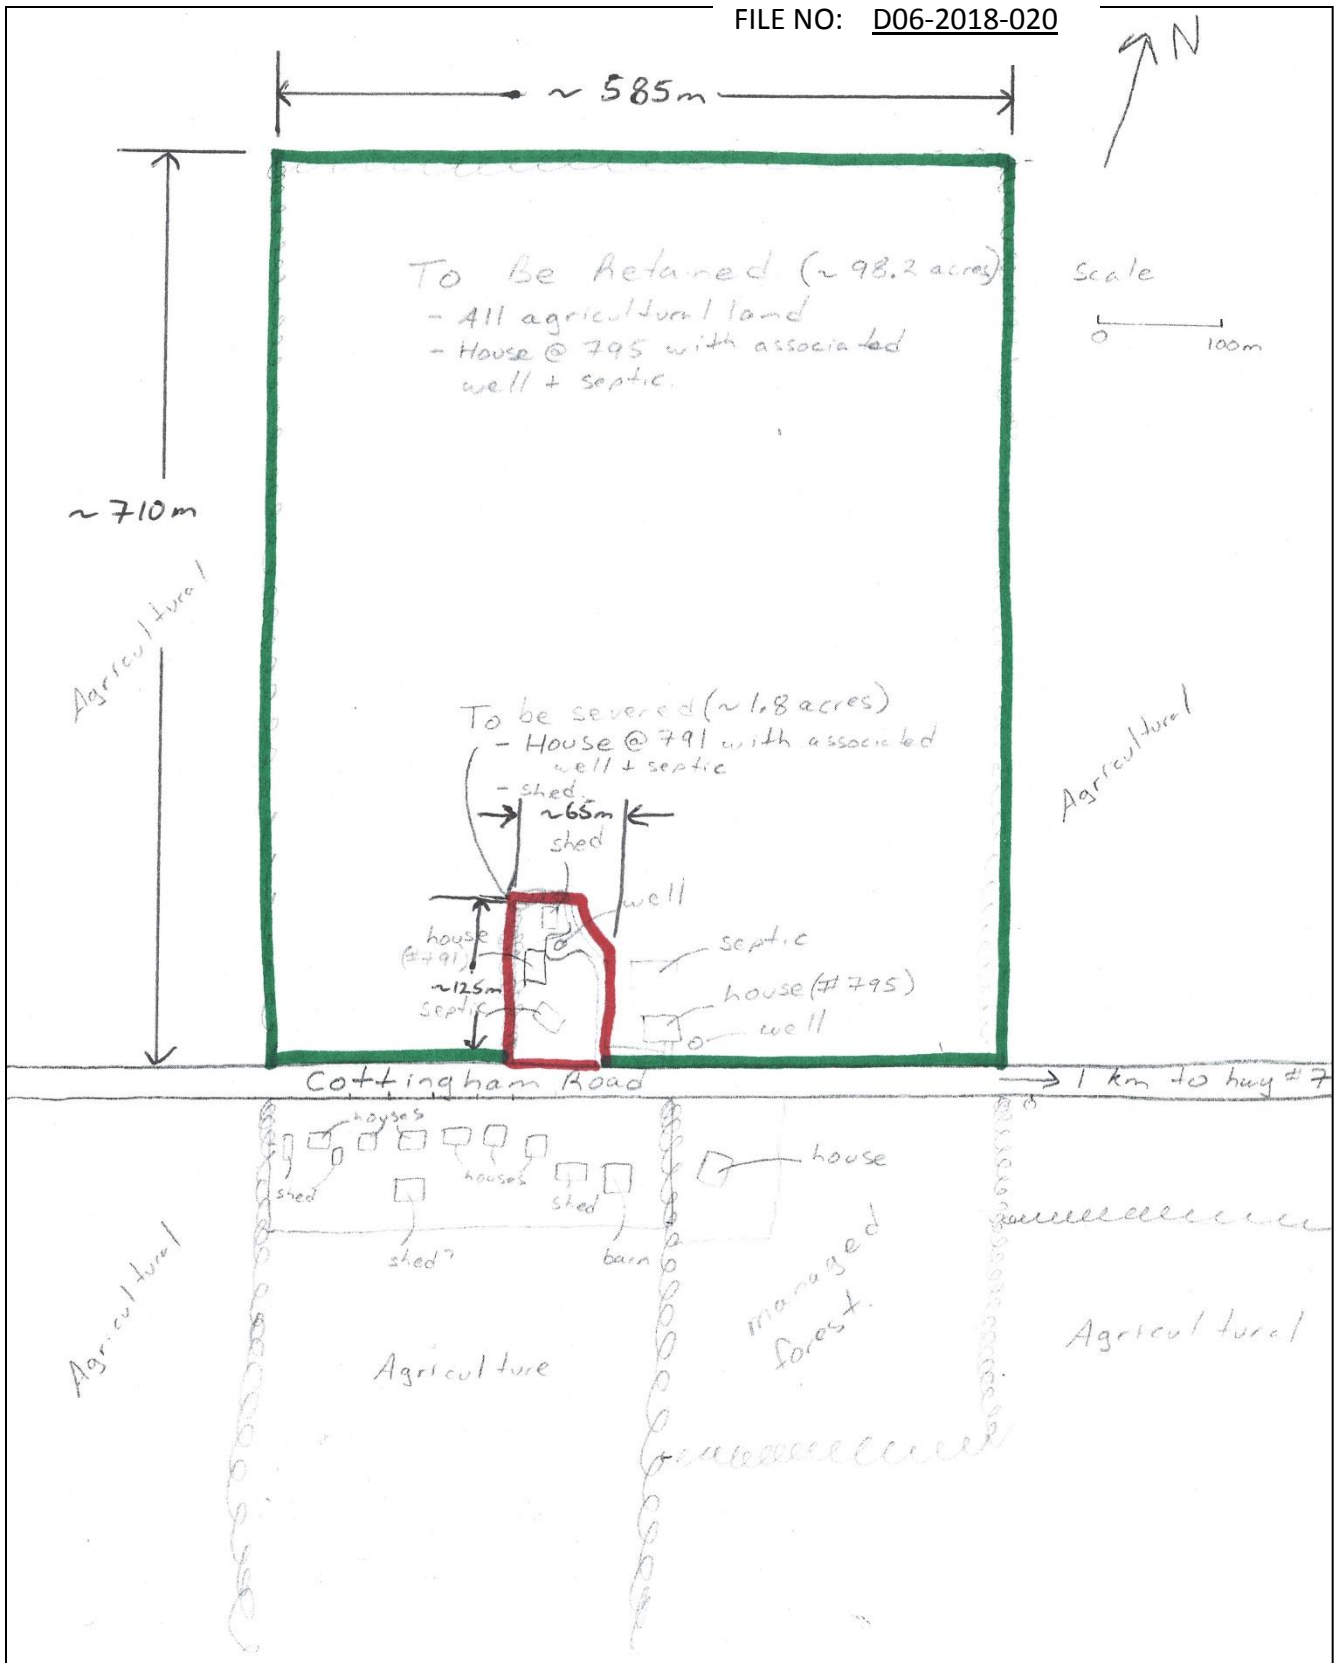 FILE NO: D06-2018-020
N
~ 585m
To Be Retained (~ 98.2 acres)
- All agricultural land
- House @ 795 with associated
well + septic.
Scale
0 100m
~ 710m
Agricultural
To be severed (~ 1.8 acres)
- House @ 791 with associated
well + septic
- shed
Agricultural
~65m
shed
well
house
(#791)
septic
~125m
house (#795)
septic
well
Cottingham Road
1 km to hwy #7
houses
shed
houses
shed
house
shed?
barn
managed
forest.
Agricultural
Agriculture
Agricultural